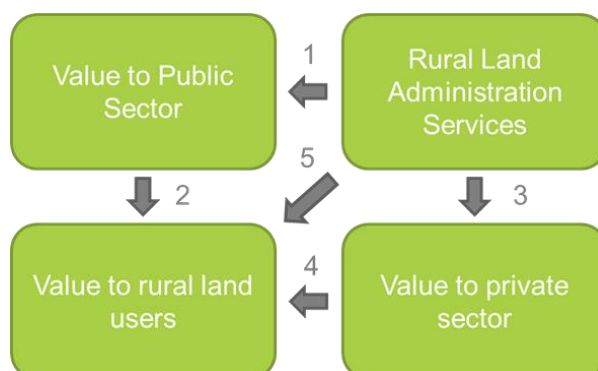 Value to Public
Sector
1
Rural Land
Administration
Services
2
5
3
Value to rural land
users
4
Value to private
sector